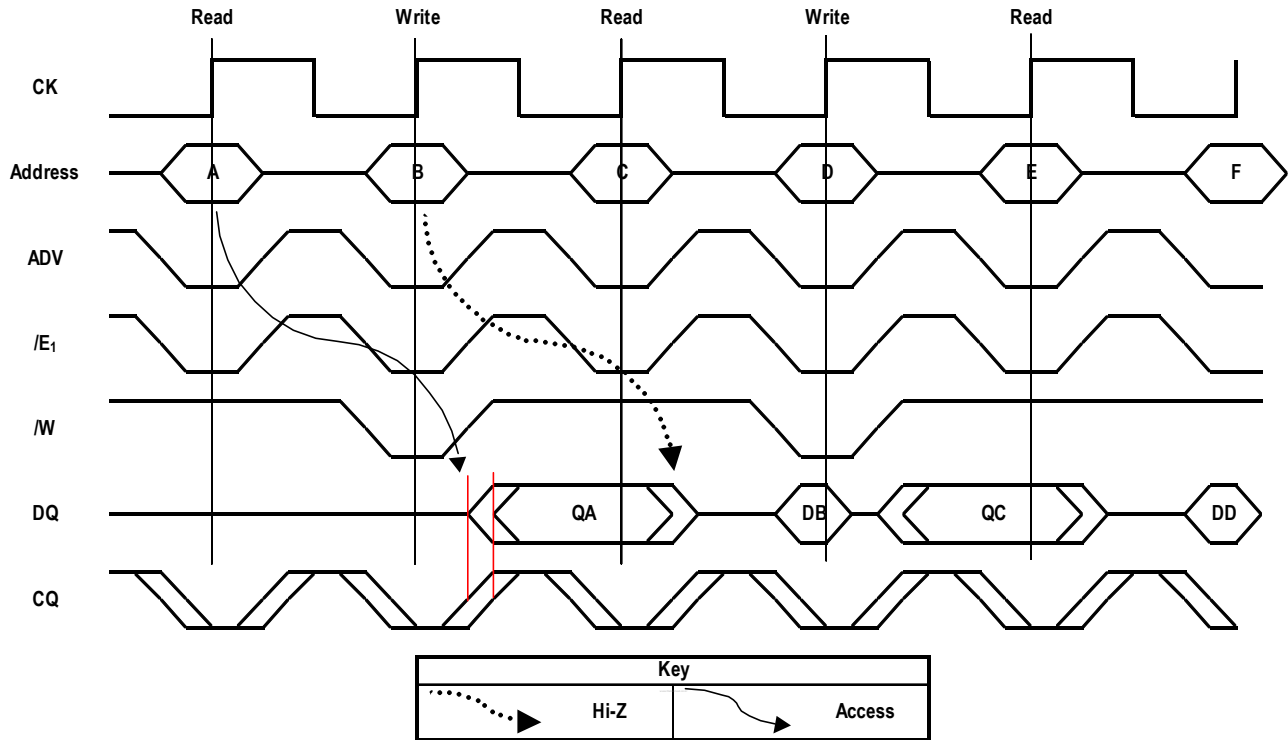 Read Write Read Write Read
CK
Address A B C D E F
ADV
/E1
/W
DQ QA DB QC DD
CQ
Key
Hi-Z Access